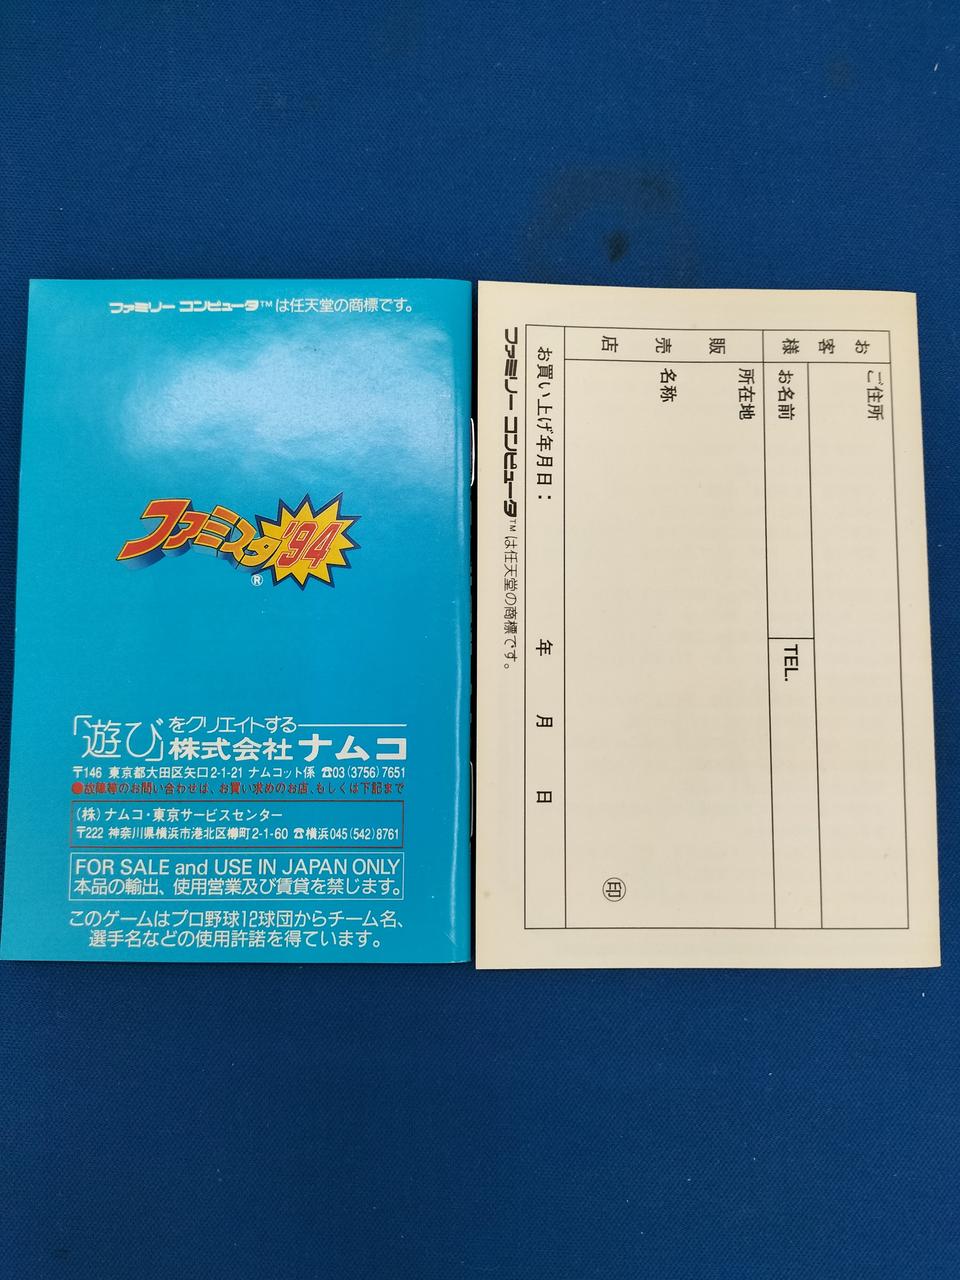 ファミリー コンピュータ™は任天堂の商標です。
ファミスタ'94
®
「遊び」をクリエイトする
株式会社ナムコ
〒146 東京都大田区矢口2-1-21 ナムコット係 ☎03(3756)7651
●故障等のお問い合わせは、お買い求めのお店、もしくは下記まで
(株)ナムコ・東京サービスセンター
〒222 神奈川県横浜市港北区樽町2-1-60 ☎横浜045(542)8761
FOR SALE and USE IN JAPAN ONLY
本品の輸出、使用営業及び賃貸を禁じます。
このゲームはプロ野球12球団からチーム名、
選手名などの使用許諾を得ています。
お客様
ご住所
お名前
TEL.
販売店
所在地
名称
印
お買い上げ年月日: 年 月 日
ファミリー コンピュータ™は任天堂の商標です。